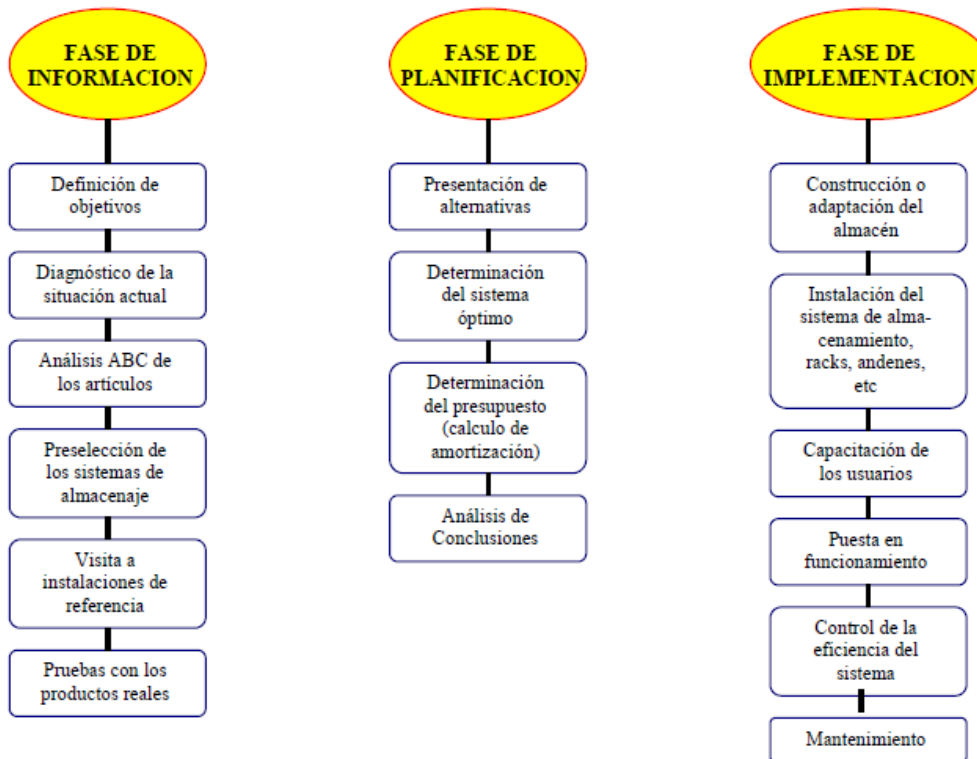 FASE DE
INFORMACION
Definición de
objetivos
Diagnóstico de la
situación actual
Análisis ABC de
los artículos
Preselección de
los sistemas de
almacenaje
Visita a
instalaciones de
referencia
Pruebas con los
productos reales
FASE DE
PLANIFICACION
Presentación de
alternativas
Determinación
del sistema
óptimo
Determinación
del presupuesto
(calculo de
amortización)
Análisis de
Conclusiones
FASE DE
IMPLEMENTACION
Construcción o
adaptación del
almacén
Instalación del
sistema de alma-
cenamiento,
racks, andenes,
etc
Capacitación de
los usuarios
Puesta en
funcionamiento
Control de la
eficiencia del
sistema
Mantenimiento